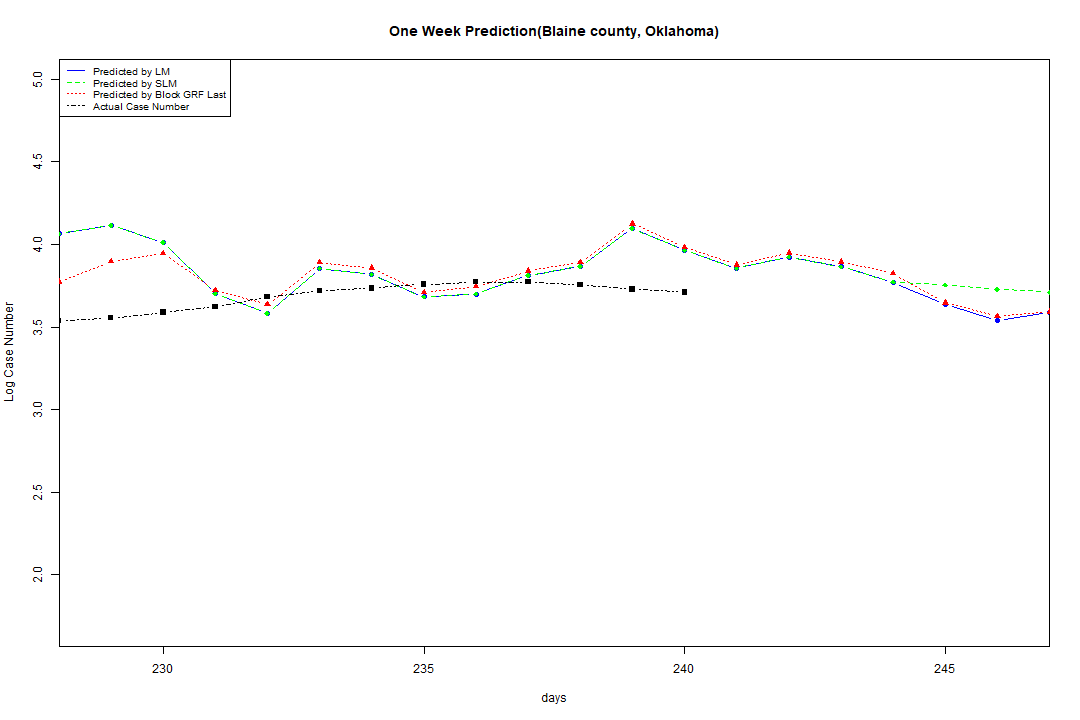 One Week Prediction(Blaine county, Oklahoma)
Predicted by LM
Predicted by SLM
Predicted by Block GRF Last
Actual Case Number
5.0
4.5
4.0
3.5
3.0
2.5
2.0
Log Case Number
230
235
240
245
days